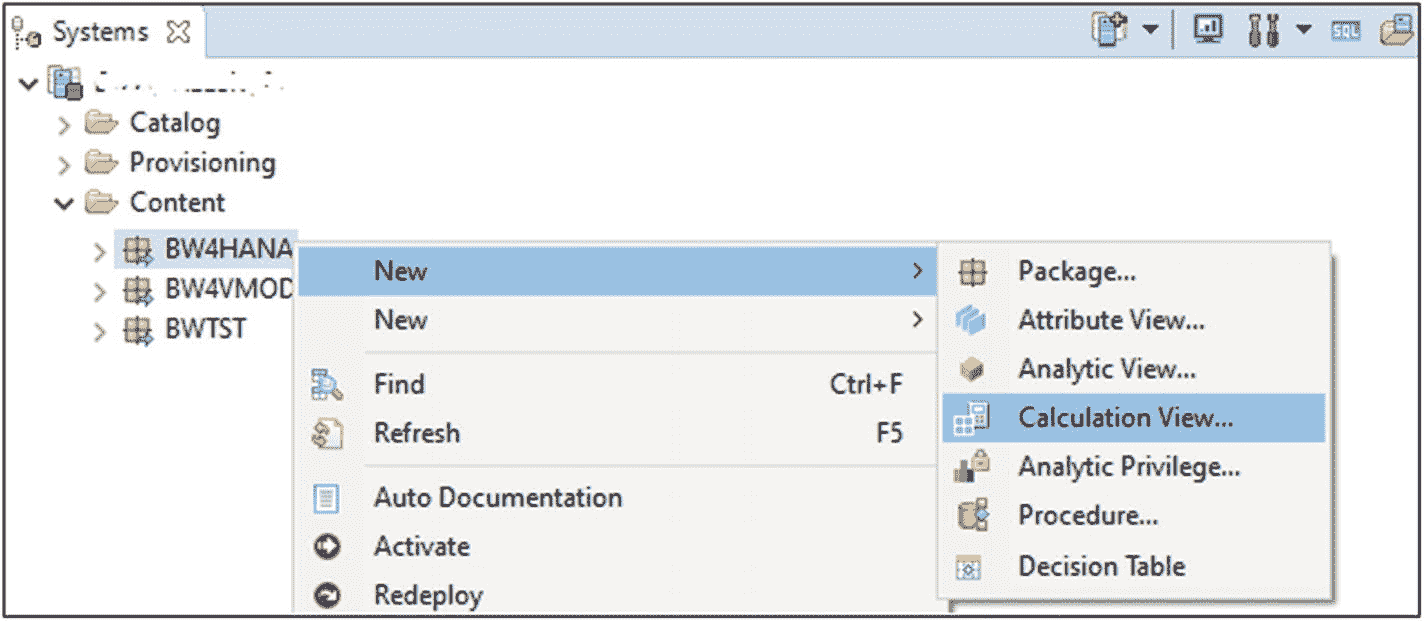 Systems
SQL
Catalog
Provisioning
Content
BW4HANA
BW4VMOD
BWTST
New
New
Find Ctrl+F
Refresh F5
Auto Documentation
Activate
Redeploy
Package...
Attribute View...
Analytic View...
Calculation View...
Analytic Privilege...
Procedure...
Decision Table